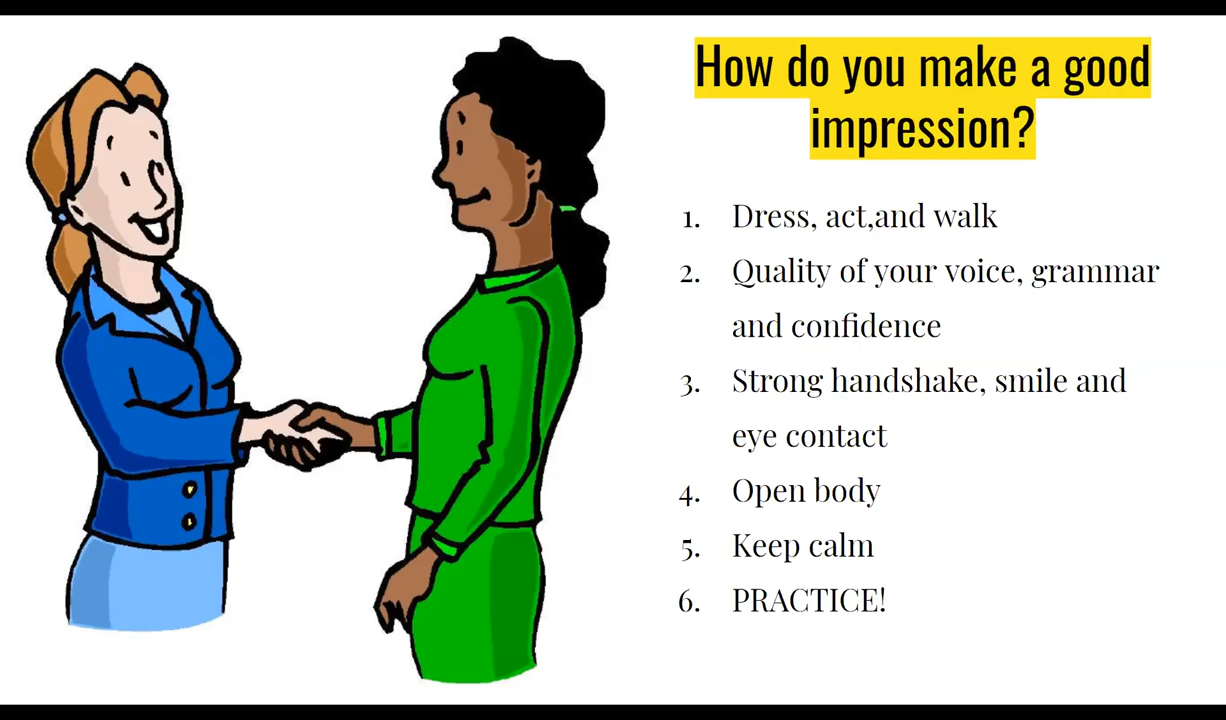 How do you make a good
impression?
1. Dress, act,and walk
2. Quality of your voice, grammar
and confidence
3. Strong handshake, smile and
eye contact
4. Open body
5. Keep calm
6. PRACTICE!